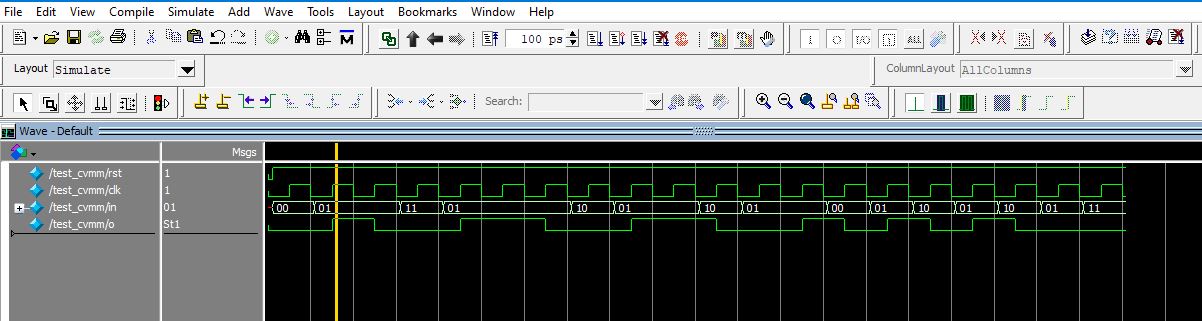 File Edit View Compile Simulate Add Wave Tools Layout Bookmarks Window Help
100 ps ALL
Layout Simulate ColumnLayout AllColumns
Search:
Wave - Default
Msgs
/test_cvmm/rst 1
/test_cvmm/clk 1
/test_cvmm/in 01 00 01 11 01 10 01 10 01 00 01 10 01 10 01 11
/test_cvmm/o St1